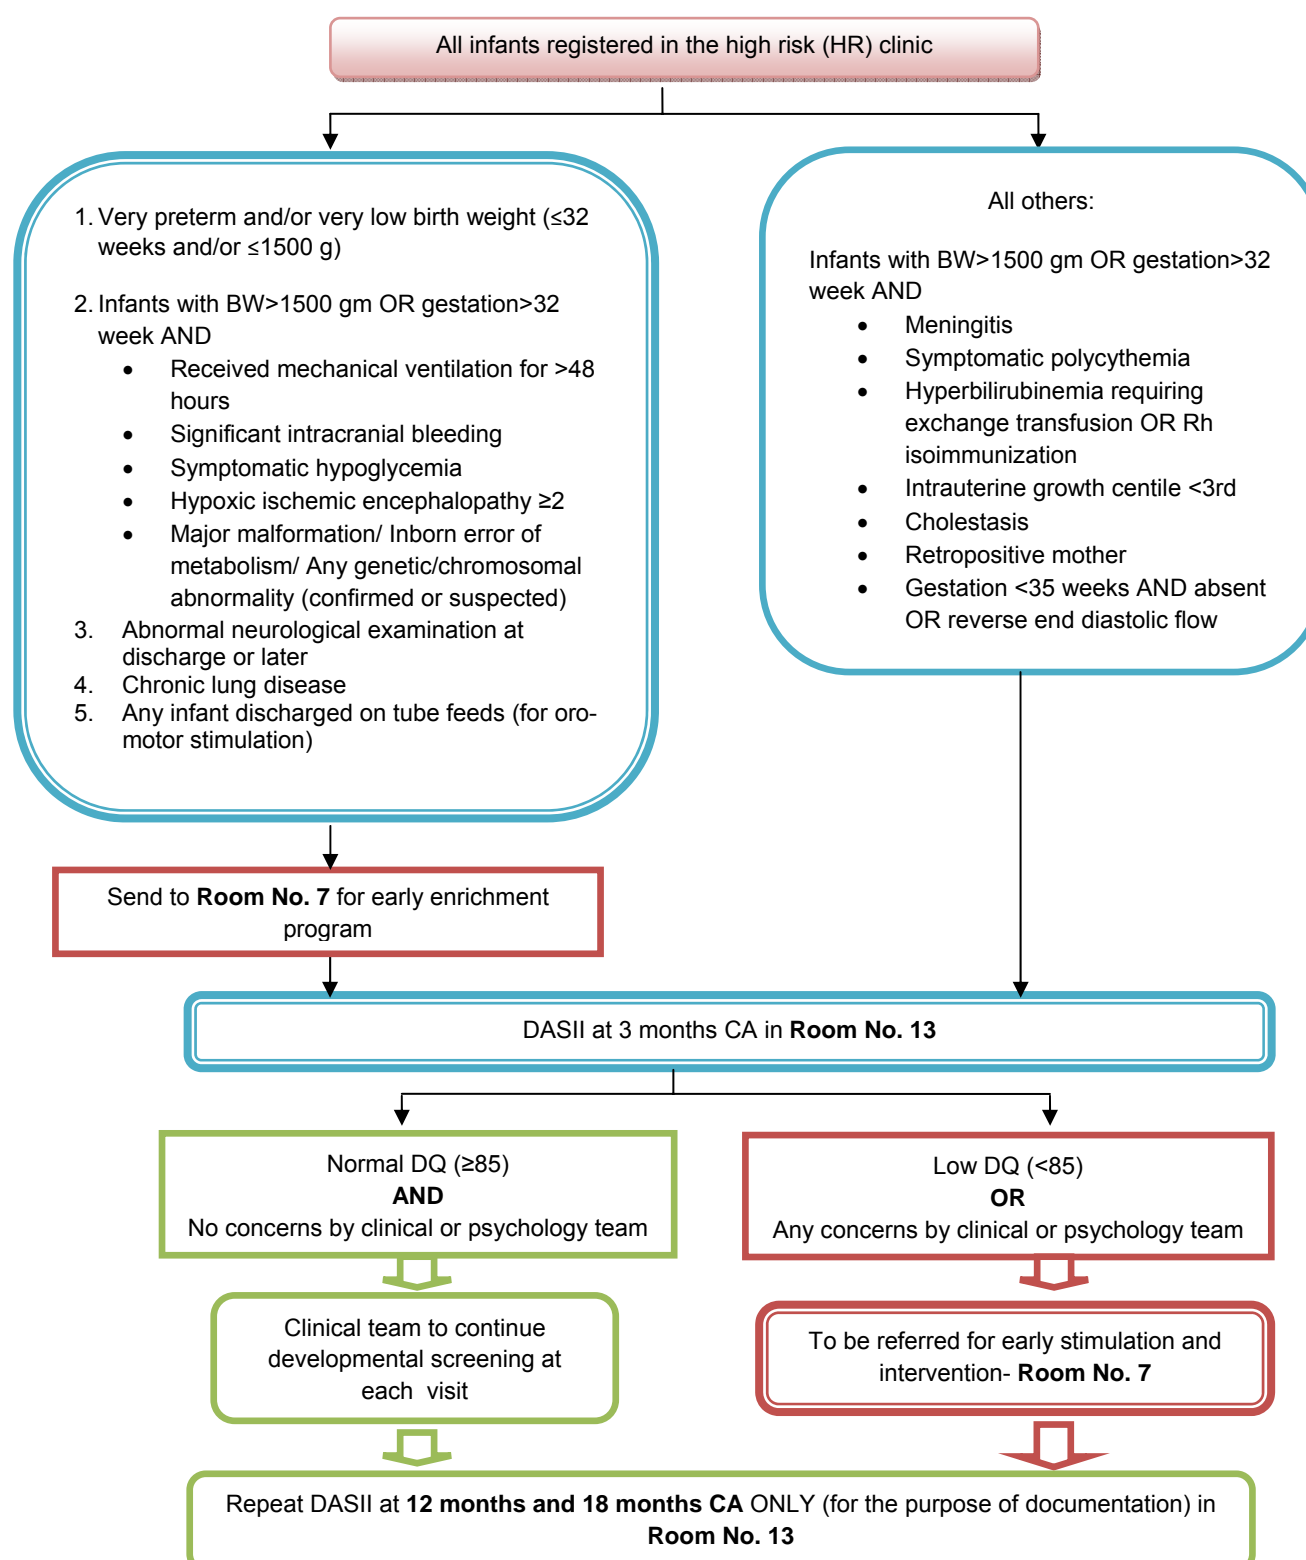 All infants registered in the high risk (HR) clinic
1. Very preterm and/or very low birth weight (≤32
weeks and/or ≤1500 g)
2. Infants with BW>1500 gm OR gestation>32
week AND
• Received mechanical ventilation for >48
hours
• Significant intracranial bleeding
• Symptomatic hypoglycemia
• Hypoxic ischemic encephalopathy ≥2
• Major malformation/ Inborn error of
metabolism/ Any genetic/chromosomal
abnormality (confirmed or suspected)
3. Abnormal neurological examination at
discharge or later
4. Chronic lung disease
5. Any infant discharged on tube feeds (for oro-
motor stimulation)
All others:
Infants with BW>1500 gm OR gestation>32
week AND
• Meningitis
• Symptomatic polycythemia
• Hyperbilirubinemia requiring
exchange transfusion OR Rh
isoimmunization
• Intrauterine growth centile <3rd
• Cholestasis
• Retropositive mother
• Gestation <35 weeks AND absent
OR reverse end diastolic flow
Send to Room No. 7 for early enrichment
program
DASII at 3 months CA in Room No. 13
Normal DQ (≥85)
AND
No concerns by clinical or psychology team
Low DQ (<85)
OR
Any concerns by clinical or psychology team
Clinical team to continue
developmental screening at
each visit
To be referred for early stimulation and
intervention- Room No. 7
Repeat DASII at 12 months and 18 months CA ONLY (for the purpose of documentation) in
Room No. 13